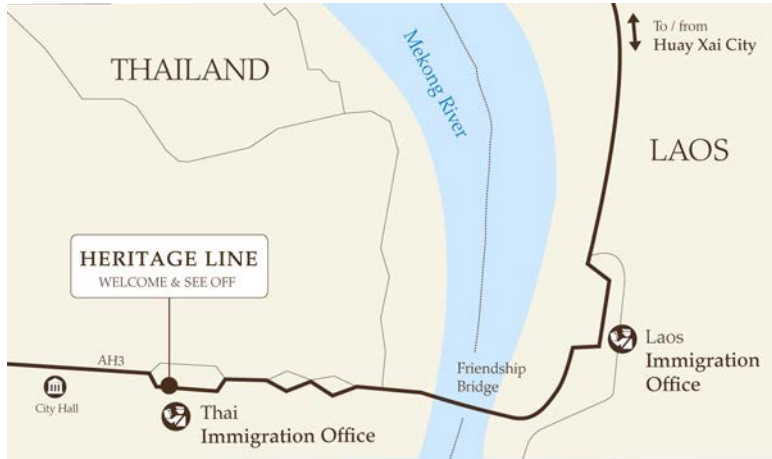 To / from
Huay Xai City
THAILAND
Mekong River
LAOS
HERITAGE LINE
WELCOME & SEE OFF
Laos
Immigration
Office
AH3
Friendship
Bridge
City Hall
Thai
Immigration Office